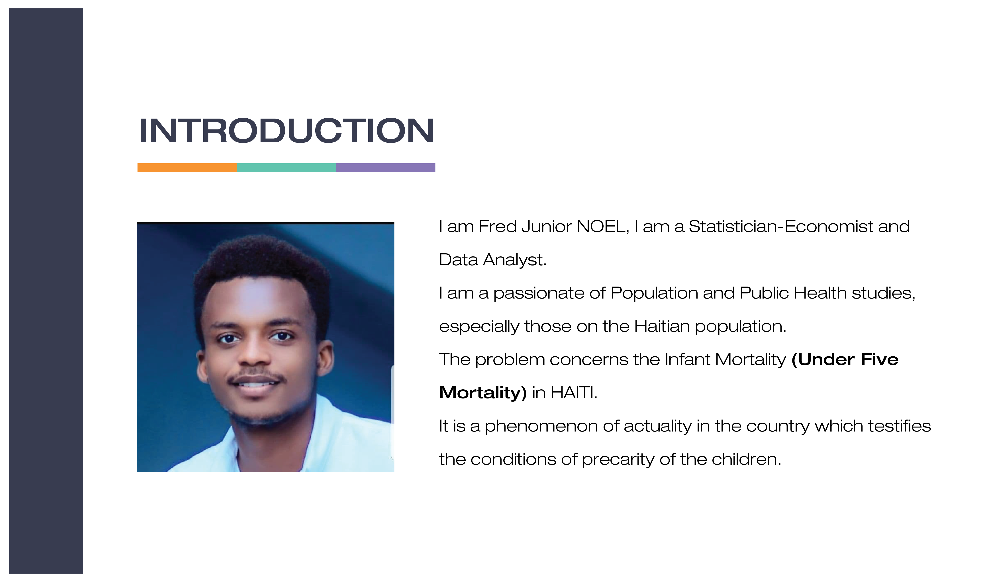 INTRODUCTION
I am Fred Junior NOEL, I am a Statistician-Economist and
Data Analyst.
I am a passionate of Population and Public Health studies,
especially those on the Haitian population.
The problem concerns the Infant Mortality (Under Five
Mortality) in HAITI.
It is a phenomenon of actuality in the country which testifies
the conditions of precarity of the children.